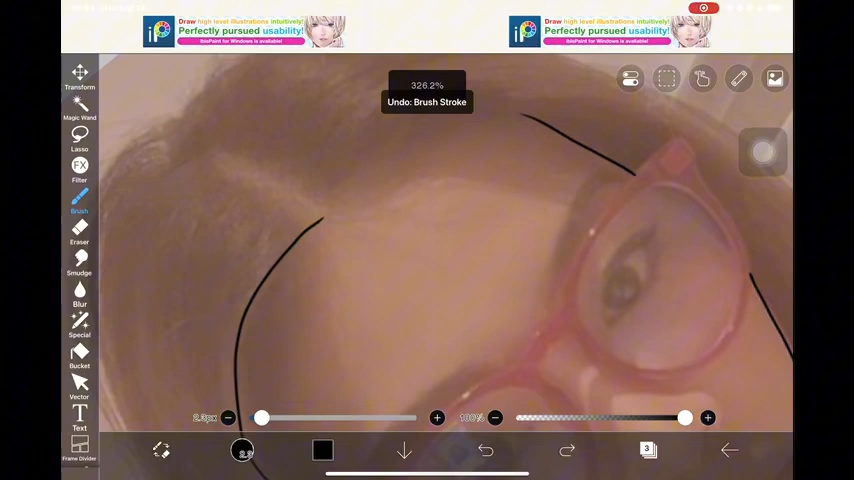 Draw high level illustrations intuitively!
Perfectly pursued usability!
ibisPaint for Windows is available!
Draw high level illustrations intuitively!
Perfectly pursued usability!
ibisPaint for Windows is available!
326.2%
Undo: Brush Stroke
Transform
Magic Wand
Lasso
FX
Filter
Brush
Eraser
Smudge
Blur
Special
Bucket
Vector
T
Text
Frame Divider
2.3px
100%
3